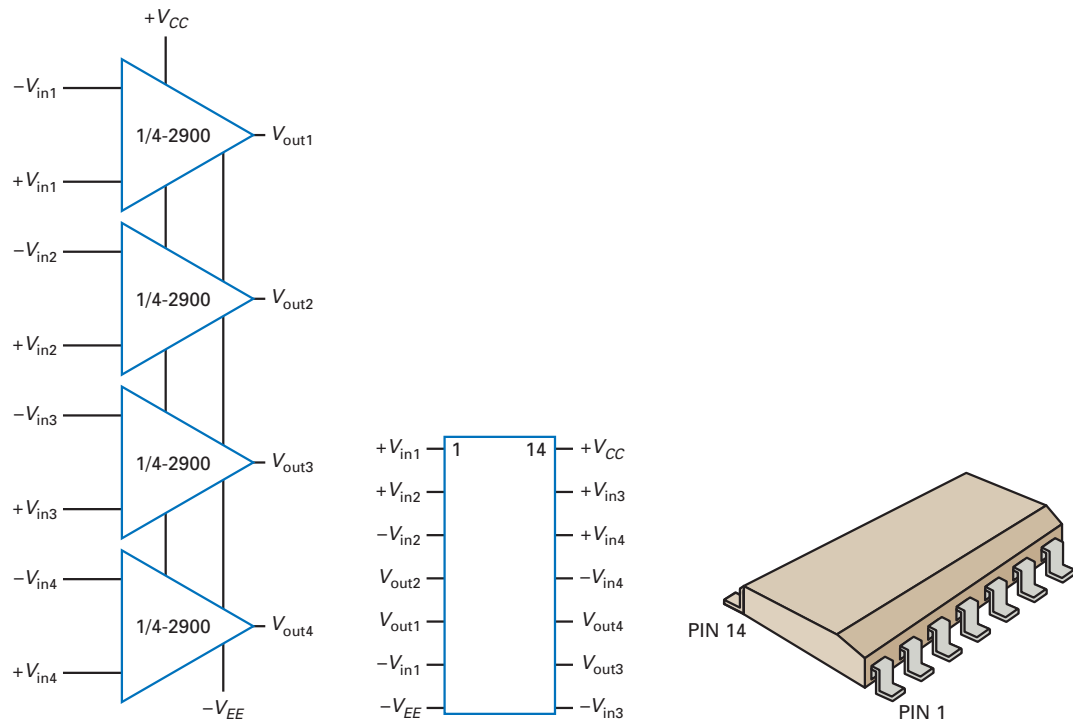 +VCC
−Vin1
1/4-2900
Vout1
+Vin1
−Vin2
1/4-2900
Vout2
+Vin2
−Vin3
1/4-2900
Vout3
+Vin3
−Vin4
1/4-2900
Vout4
+Vin4
−VEE
+Vin1 1 14 +VCC
+Vin2 +Vin3
−Vin2 +Vin4
Vout2 −Vin4
Vout1 Vout4
−Vin1 Vout3
−VEE −Vin3
PIN 14
PIN 1